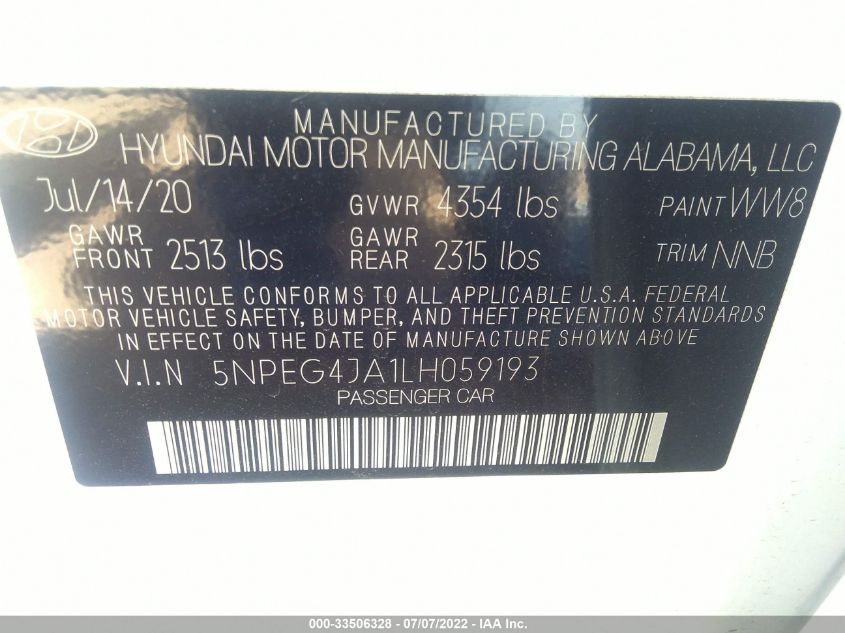 MANUFACTURED BY
HYUNDAI MOTOR MANUFACTURING ALABAMA, LLC
Jul/14/20 GVWR 4354 lbs PAINT WW8
GAWR FRONT 2513 lbs GAWR REAR 2315 lbs TRIM NNB
THIS VEHICLE CONFORMS TO ALL APPLICABLE U.S.A. FEDERAL
MOTOR VEHICLE SAFETY, BUMPER, AND THEFT PREVENTION STANDARDS
IN EFFECT ON THE DATE OF MANUFACTURE SHOWN ABOVE
V.I.N 5NPEG4JA1LH059193
PASSENGER CAR
000-33506328 - 07/07/2022 - IAA Inc.